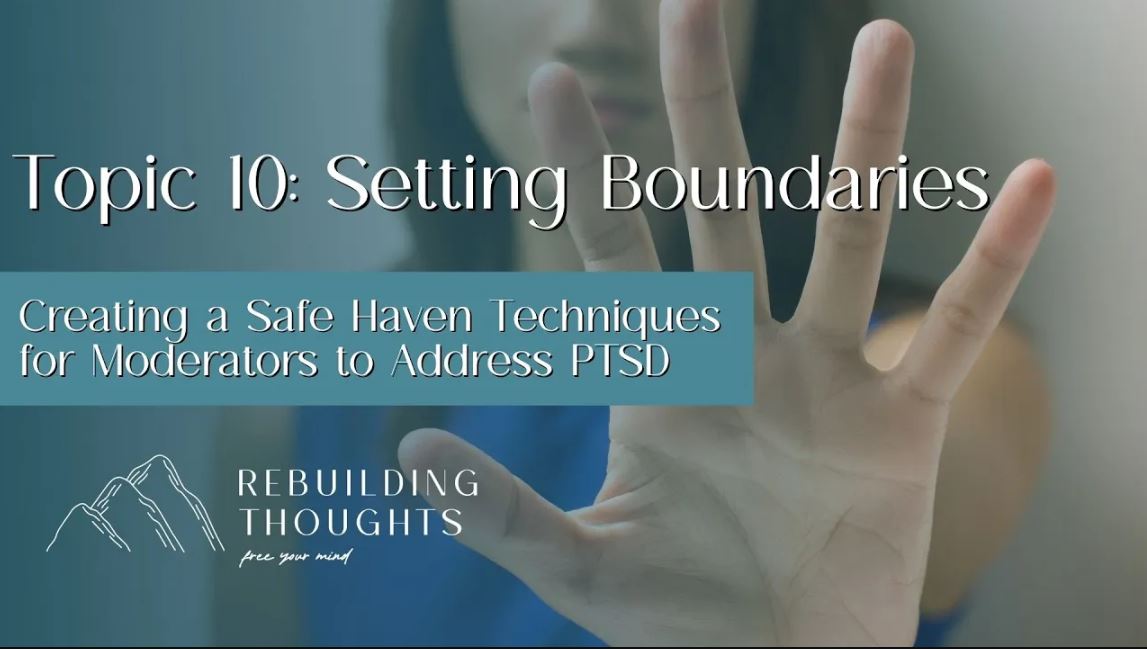 Topic 10: Setting Boundaries
Creating a Safe Haven Techniques
for Moderators to Address PTSD
REBUILDING
THOUGHTS
free your mind